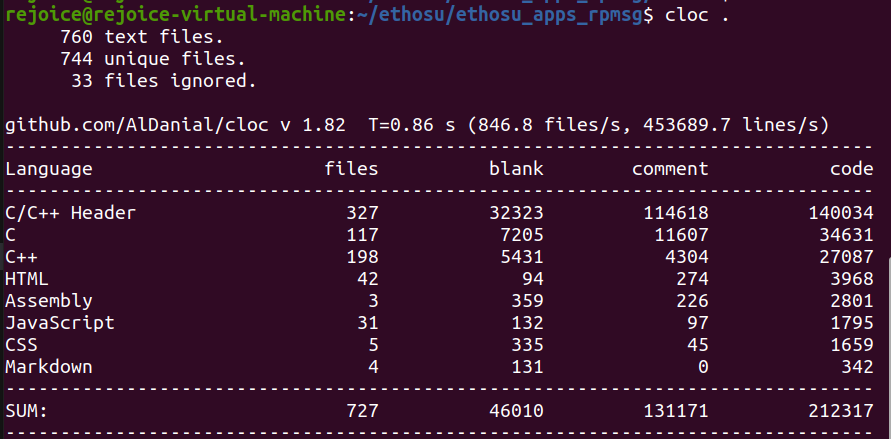 rejoice@rejoice-virtual-machine:~/ethosu/ethosu_apps_rpmsg$ cloc .
     760 text files.
     744 unique files.
      33 files ignored.

github.com/AlDanial/cloc v 1.82  T=0.86 s (846.8 files/s, 453689.7 lines/s)
-------------------------------------------------------------------------------
Language                     files          blank        comment           code
-------------------------------------------------------------------------------
C/C++ Header                   327          32323         114618         140034
C                              117           7205          11607          34631
C++                            198           5431           4304          27087
HTML                            42             94            274           3968
Assembly                         3            359            226           2801
JavaScript                      31            132             97           1795
CSS                              5            335             45           1659
Markdown                         4            131              0            342
-------------------------------------------------------------------------------
SUM:                           727          46010         131171         212317
-------------------------------------------------------------------------------